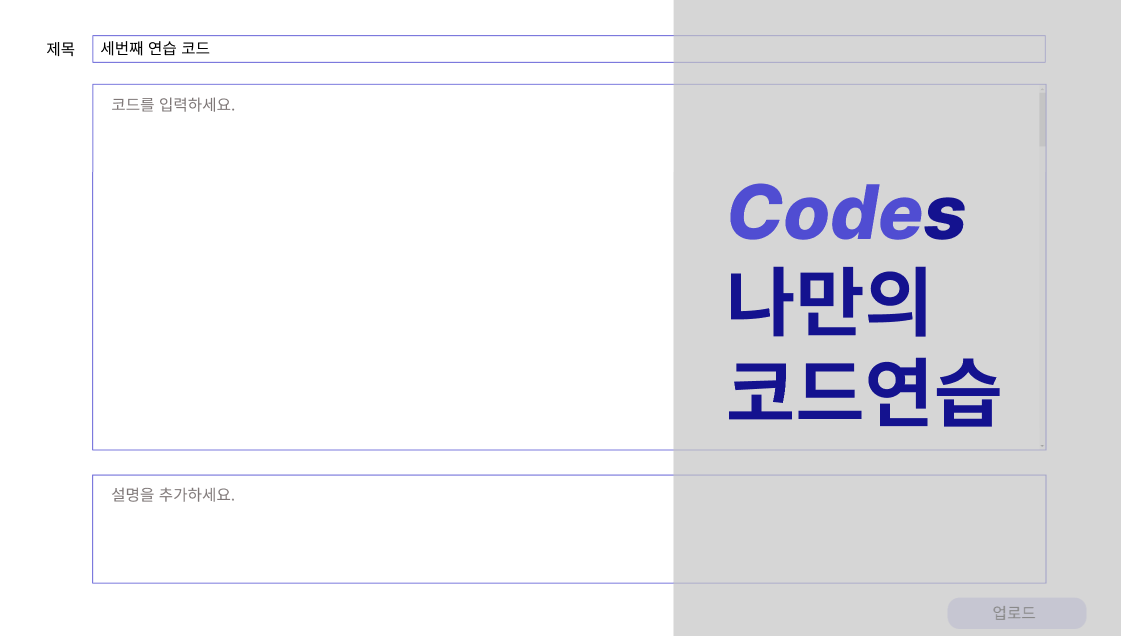 제목 세번째 연습 코드
코드를 입력하세요.
Codes
나만의
코드연습
설명을 추가하세요.
업로드